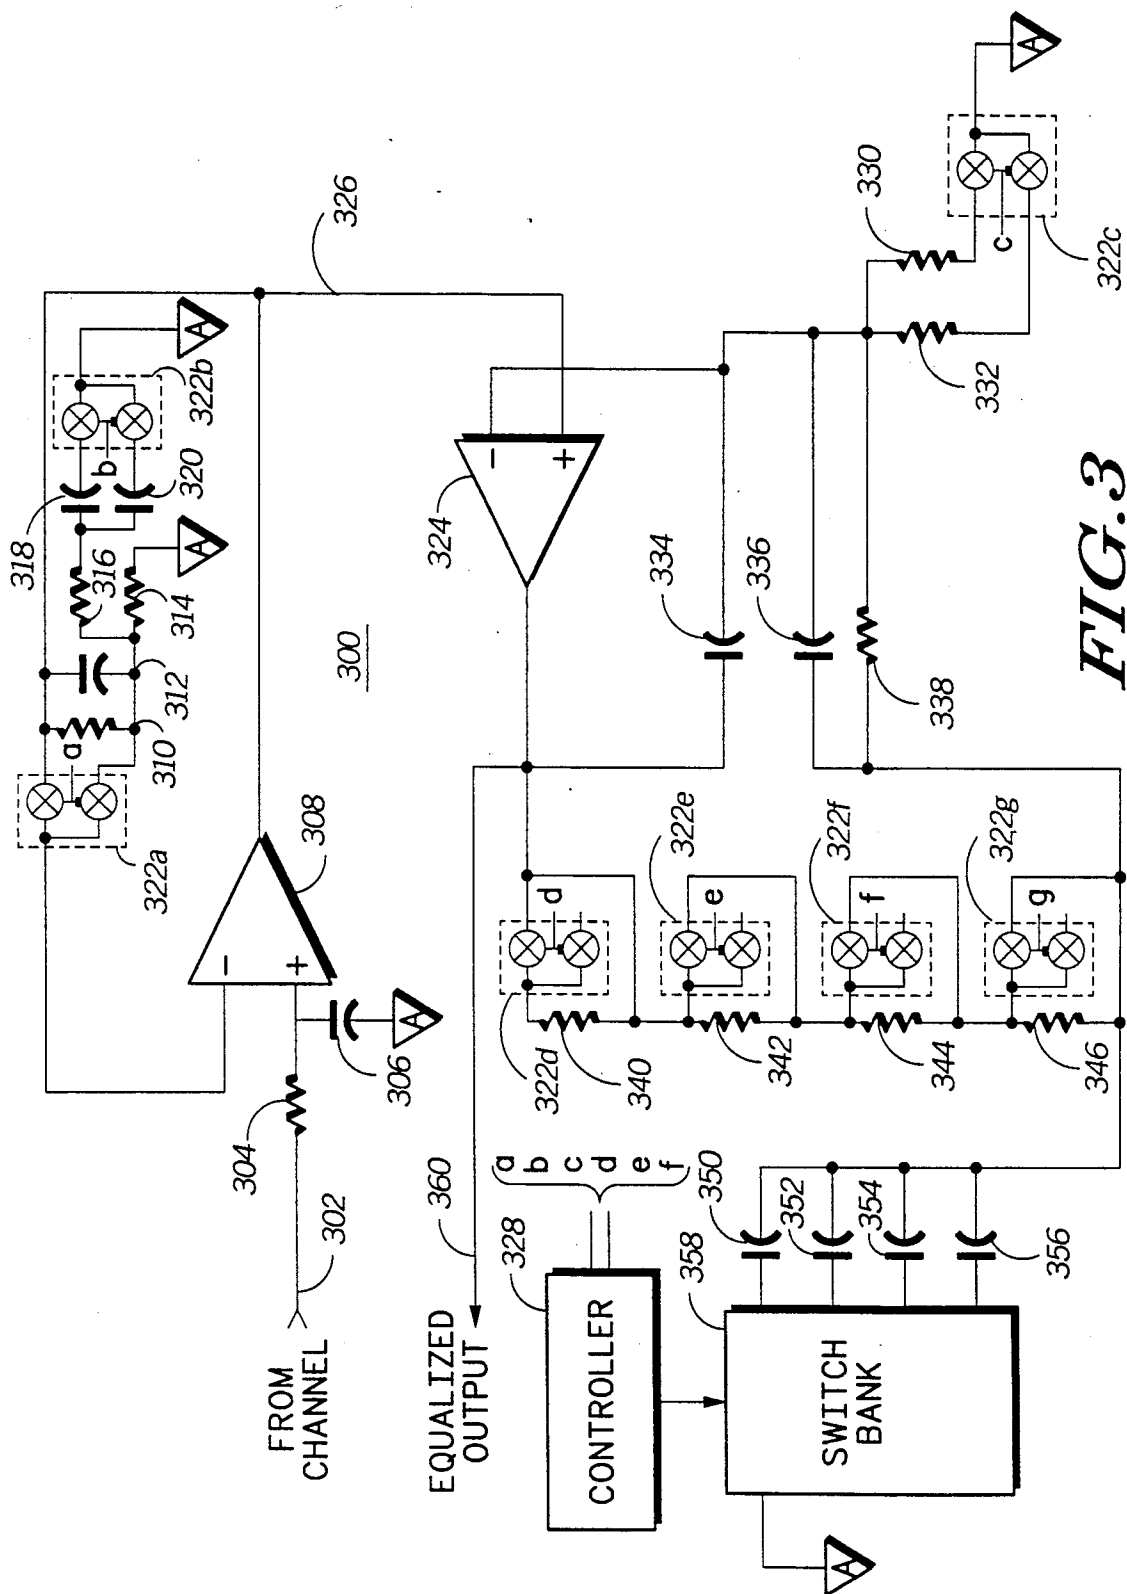 FROM
CHANNEL
302
304
306
A
308
322a
a
310
312
314
316
318
320
b
322b
A
A
300
326
-
+
324
-
+
334
336
338
332
330
c
322c
A
EQUALIZED
OUTPUT
360
322d
d
340
322e
e
342
322f
f
344
322g
g
346
CONTROLLER
328
a
b
c
d
e
f
SWITCH
BANK
358
350
352
354
356
A
FIG.3